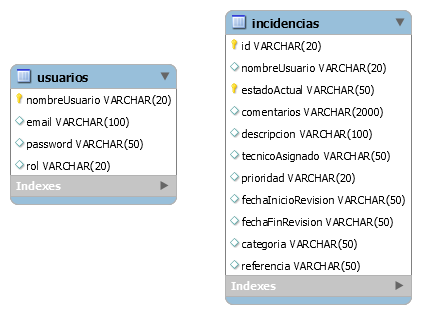 usuarios
nombreUsuario VARCHAR(20)
email VARCHAR(100)
password VARCHAR(50)
rol VARCHAR(20)
Indexes
incidencias
id VARCHAR(20)
nombreUsuario VARCHAR(20)
estadoActual VARCHAR(50)
comentarios VARCHAR(2000)
descripcion VARCHAR(100)
tecnicoAsignado VARCHAR(50)
prioridad VARCHAR(20)
fechaInicioRevision VARCHAR(50)
fechaFinRevision VARCHAR(50)
categoria VARCHAR(50)
referencia VARCHAR(50)
Indexes